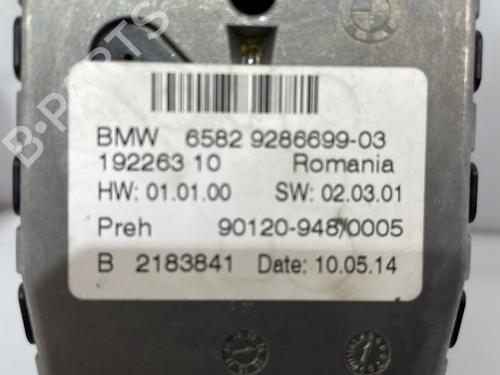 B-PARTS
BMW 6582 9286699-03
192263 10 Romania
HW: 01.01.00 SW: 02.03.01
Preh 90120-948/0005
B 2183841 Date: 10.05.14